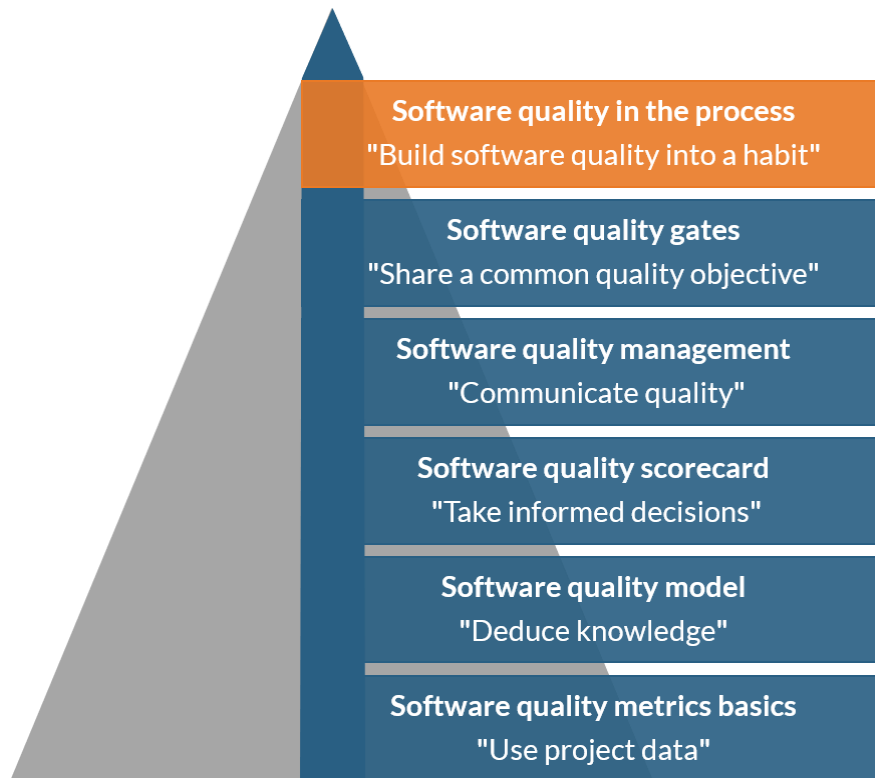 Software quality in the process
"Build software quality into a habit"
Software quality gates
"Share a common quality objective"
Software quality management
"Communicate quality"
Software quality scorecard
"Take informed decisions"
Software quality model
"Deduce knowledge"
Software quality metrics basics
"Use project data"